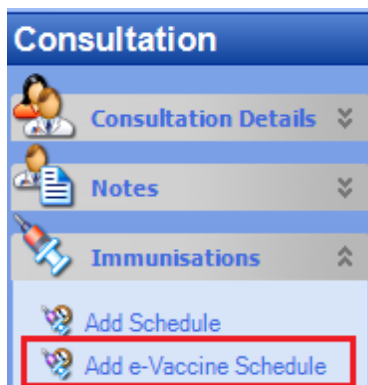 Consultation
Consultation Details
Notes
Immunisations
Add Schedule
Add e-Vaccine Schedule